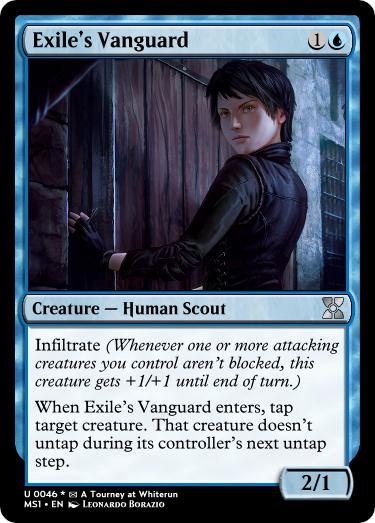 Exile's Vanguard 1
Creature — Human Scout
Infiltrate (Whenever one or more attacking
creatures you control aren't blocked, this
creature gets +1/+1 until end of turn.)
When Exile's Vanguard enters, tap
target creature. That creature doesn't
untap during its controller's next untap
step.
2/1
U 0046 * A Tourney at Whiterun
MS1 • EN Leonardo Borazio